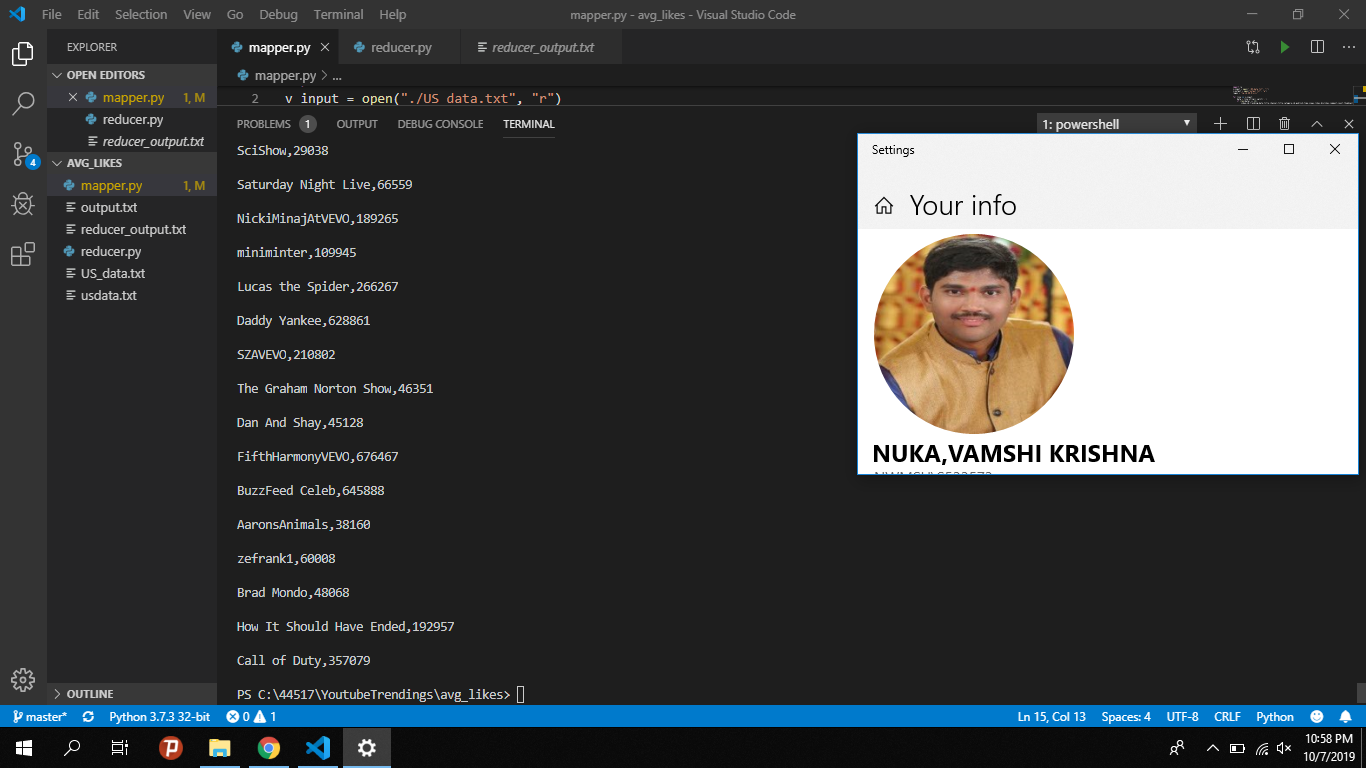 File Edit Selection View Go Debug Terminal Help mapper.py - avg_likes - Visual Studio Code
EXPLORER
OPEN EDITORS
mapper.py 1, M
reducer.py
reducer_output.txt
AVG_LIKES
mapper.py 1, M
output.txt
reducer_output.txt
reducer.py
US_data.txt
usdata.txt
OUTLINE
4
mapper.py reducer.py reducer_output.txt
mapper.py > ...
2 v_input = open("./US_data.txt", "r")
PROBLEMS 1 OUTPUT DEBUG CONSOLE TERMINAL 1: powershell
SciShow,29038
Saturday Night Live,66559
NickiMinajAtVEVO,189265
miniminter,109945
Lucas the Spider,266267
Daddy Yankee,628861
SZAVEVO,210802
The Graham Norton Show,46351
Dan And Shay,45128
FifthHarmonyVEVO,676467
BuzzFeed Celeb,645888
AaronsAnimals,38160
zefrank1,60008
Brad Mondo,48068
How It Should Have Ended,192957
Call of Duty,357079
PS C:\44517\YoutubeTrendings\avg_likes>
Settings
Your info
NUKA,VAMSHI KRISHNA
master* Python 3.7.3 32-bit 0 1 Ln 15, Col 13 Spaces: 4 UTF-8 CRLF Python
10:58 PM
10/7/2019